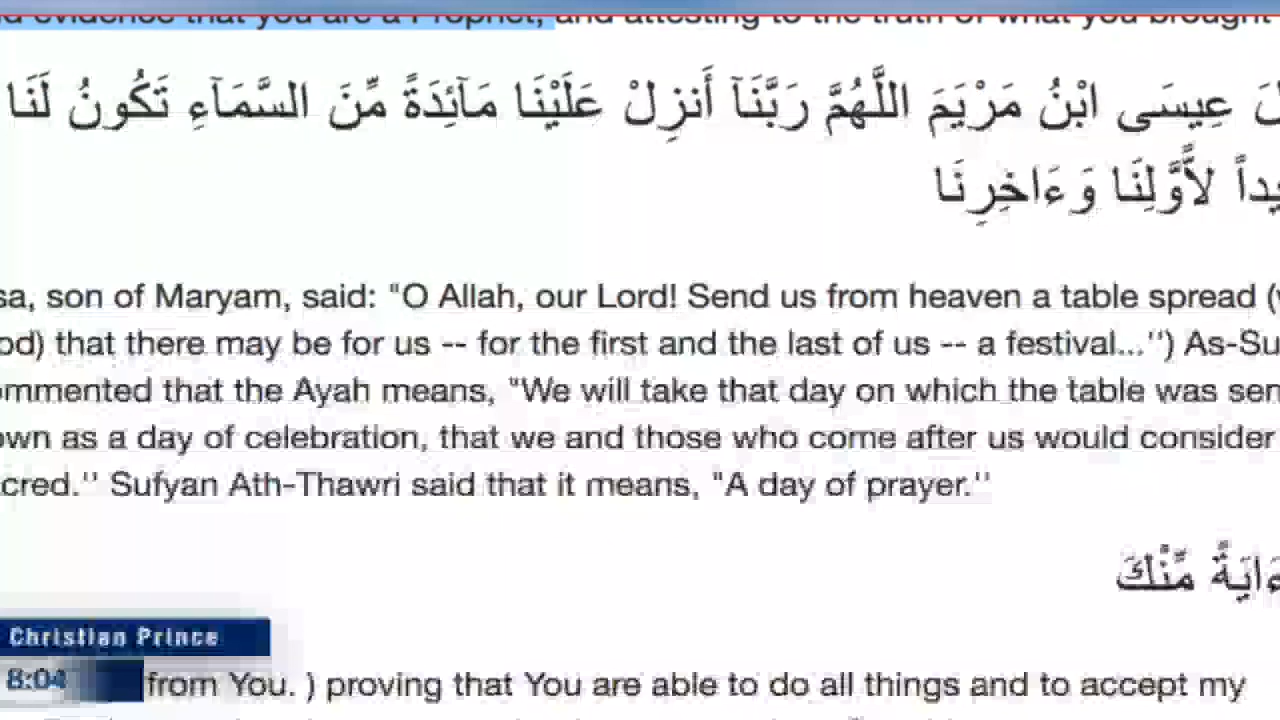 evidence that you are a Prophet, and attesting to the truth of what you brought
عِيسَى ابْنُ مَرْيَمَ اللَّهُمَّ رَبَّنَآ أَنزِلْ عَلَيْنَا مَآئِدَةً مِّنَ السَّمَآءِ تَكُونُ لَنَا
لأَّوَّلِنَا وَءَاخِرِنَا
sa, son of Maryam, said: "O Allah, our Lord! Send us from heaven a table spread
od) that there may be for us -- for the first and the last of us -- a festival...'') As-Su
ommented that the Ayah means, "We will take that day on which the table was sen
own as a day of celebration, that we and those who come after us would consider
cred.'' Sufyan Ath-Thawri said that it means, "A day of prayer.''
ءَايَةً مِّنْكَ
Christian Prince
8:04
from You. ) proving that You are able to do all things and to accept my